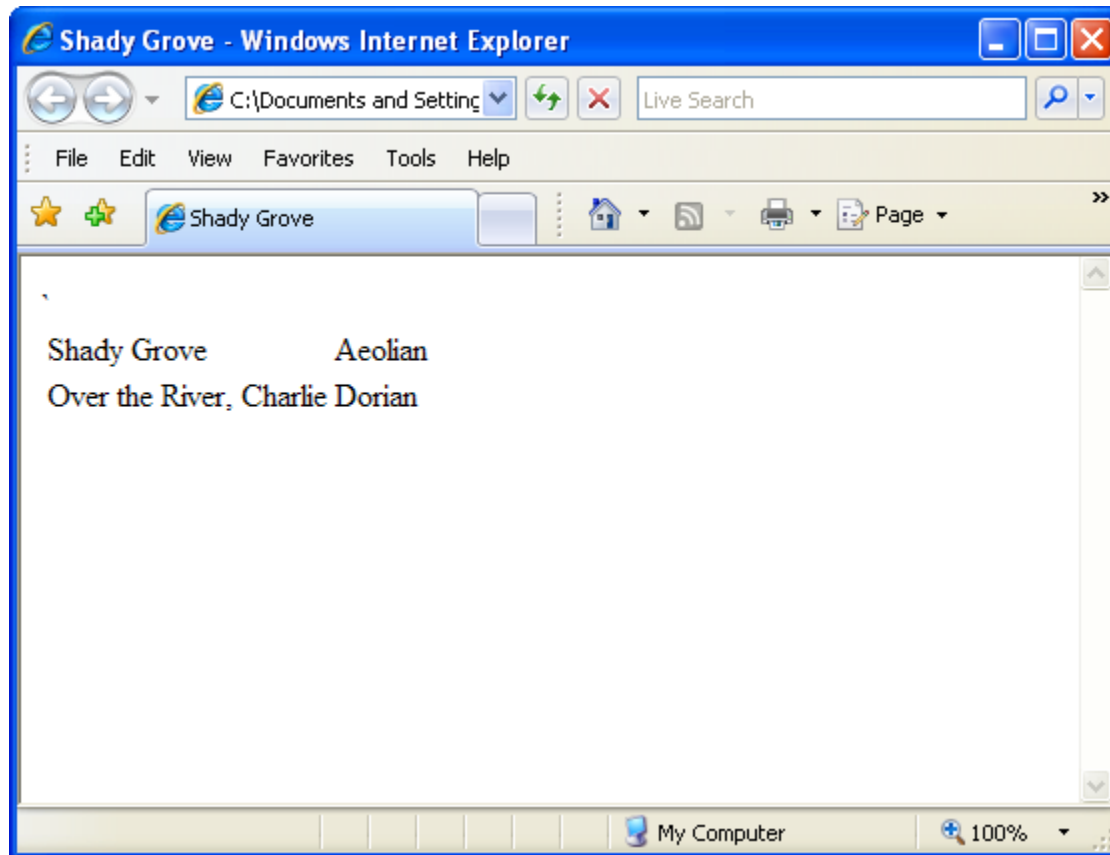 Shady Grove - Windows Internet Explorer
C:\Documents and Setting
Live Search
File Edit View Favorites Tools Help
Shady Grove
Page
»
`
Shady Grove Aeolian
Over the River, Charlie Dorian
My Computer
100%